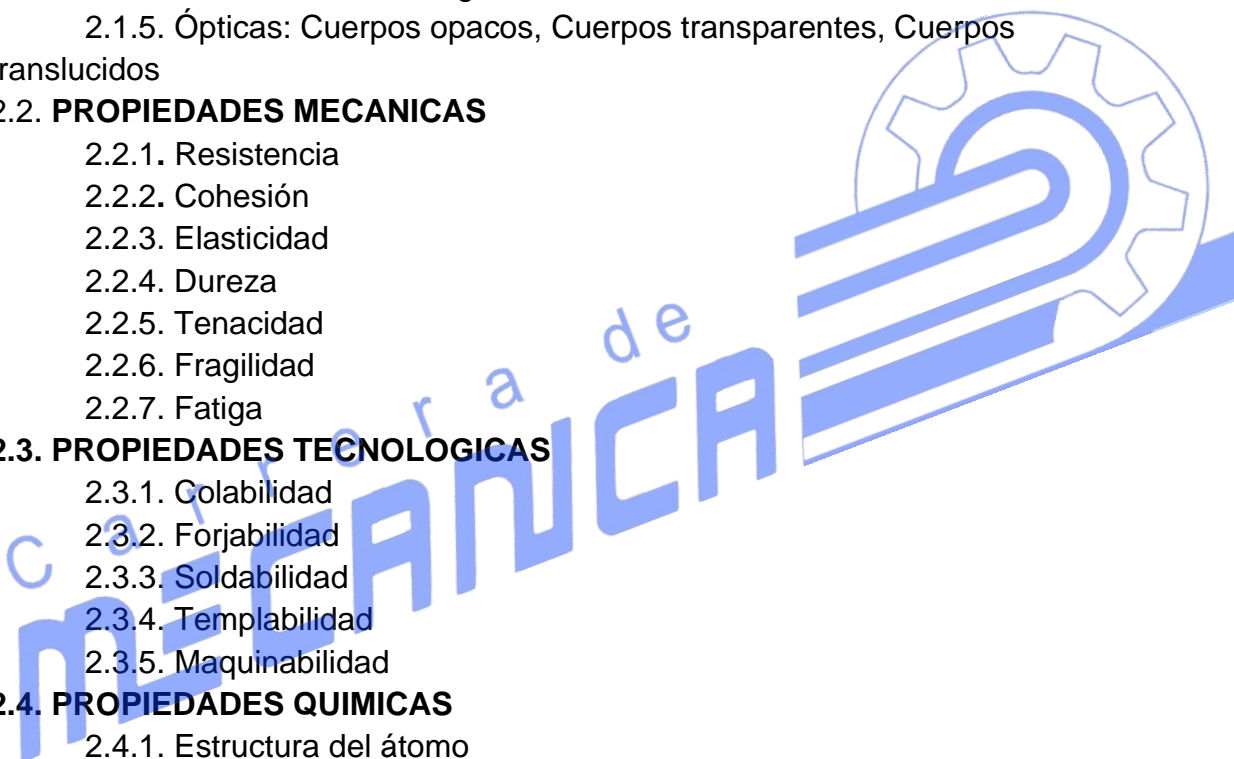 2.1.5. Ópticas: Cuerpos opacos, Cuerpos transparentes, Cuerpos
translucidos
2.2. PROPIEDADES MECANICAS
2.2.1. Resistencia
2.2.2. Cohesión
2.2.3. Elasticidad
2.2.4. Dureza
2.2.5. Tenacidad
2.2.6. Fragilidad
2.2.7. Fatiga
2.3. PROPIEDADES TECNOLOGICAS
2.3.1. Colabilidad
2.3.2. Forjabilidad
2.3.3. Soldabilidad
2.3.4. Templabilidad
2.3.5. Maquinabilidad
2.4. PROPIEDADES QUIMICAS
2.4.1. Estructura del átomo
Carrera de
MECANICA